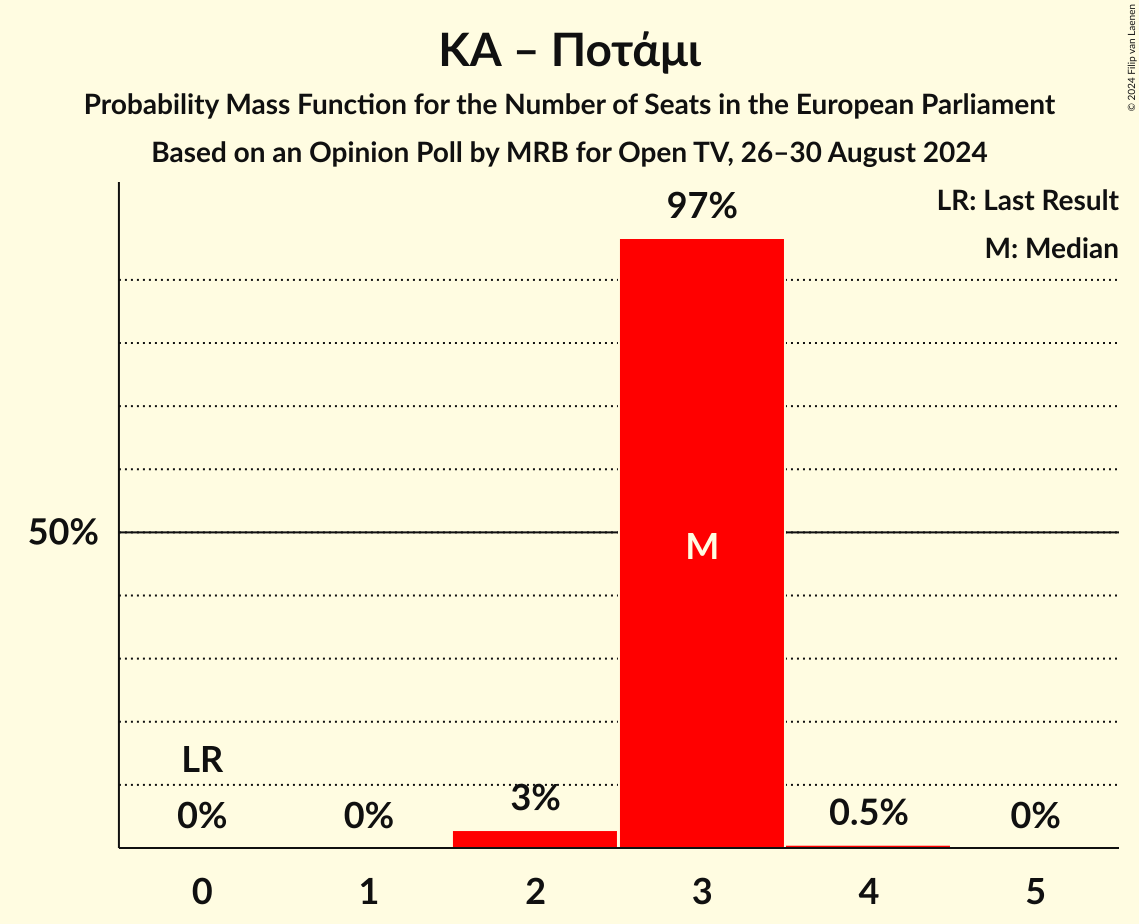 ΚΑ – Ποτάμι
Probability Mass Function for the Number of Seats in the European Parliament
Based on an Opinion Poll by MRB for Open TV, 26–30 August 2024
© 2024 Filip van Laenen
LR: Last Result
M: Median
97%
50%
M
LR
0%
0%
3%
0.5%
0%
0
1
2
3
4
5